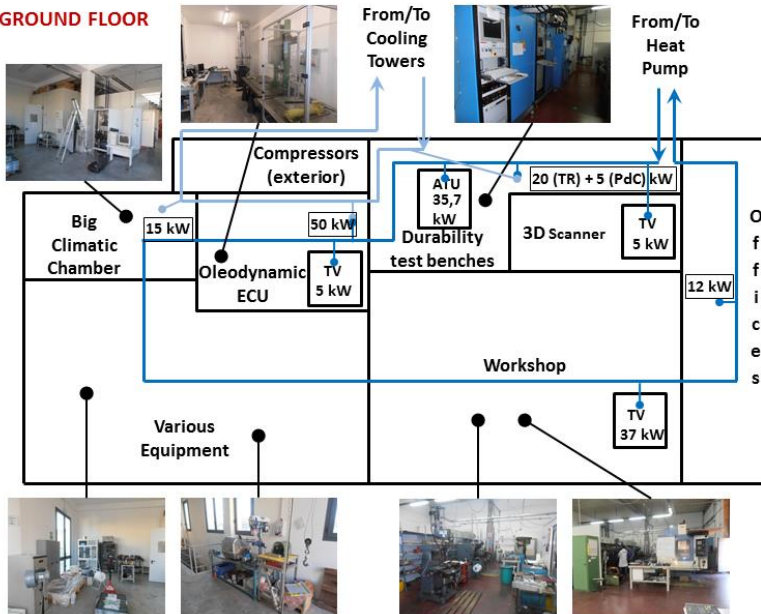 GROUND FLOOR
From/To
Cooling
Towers
From/To
Heat
Pump
Compressors
(exterior)
ATU
35,7
kW
20 (TR) + 5 (PdC) kW
Big
Climatic
Chamber
15 kW
50 kW
Durability
test benches
3D Scanner
TV
5 kW
Oleodynamic
ECU
TV
5 kW
12 kW
Offices
Workshop
Various
Equipment
TV
37 kW